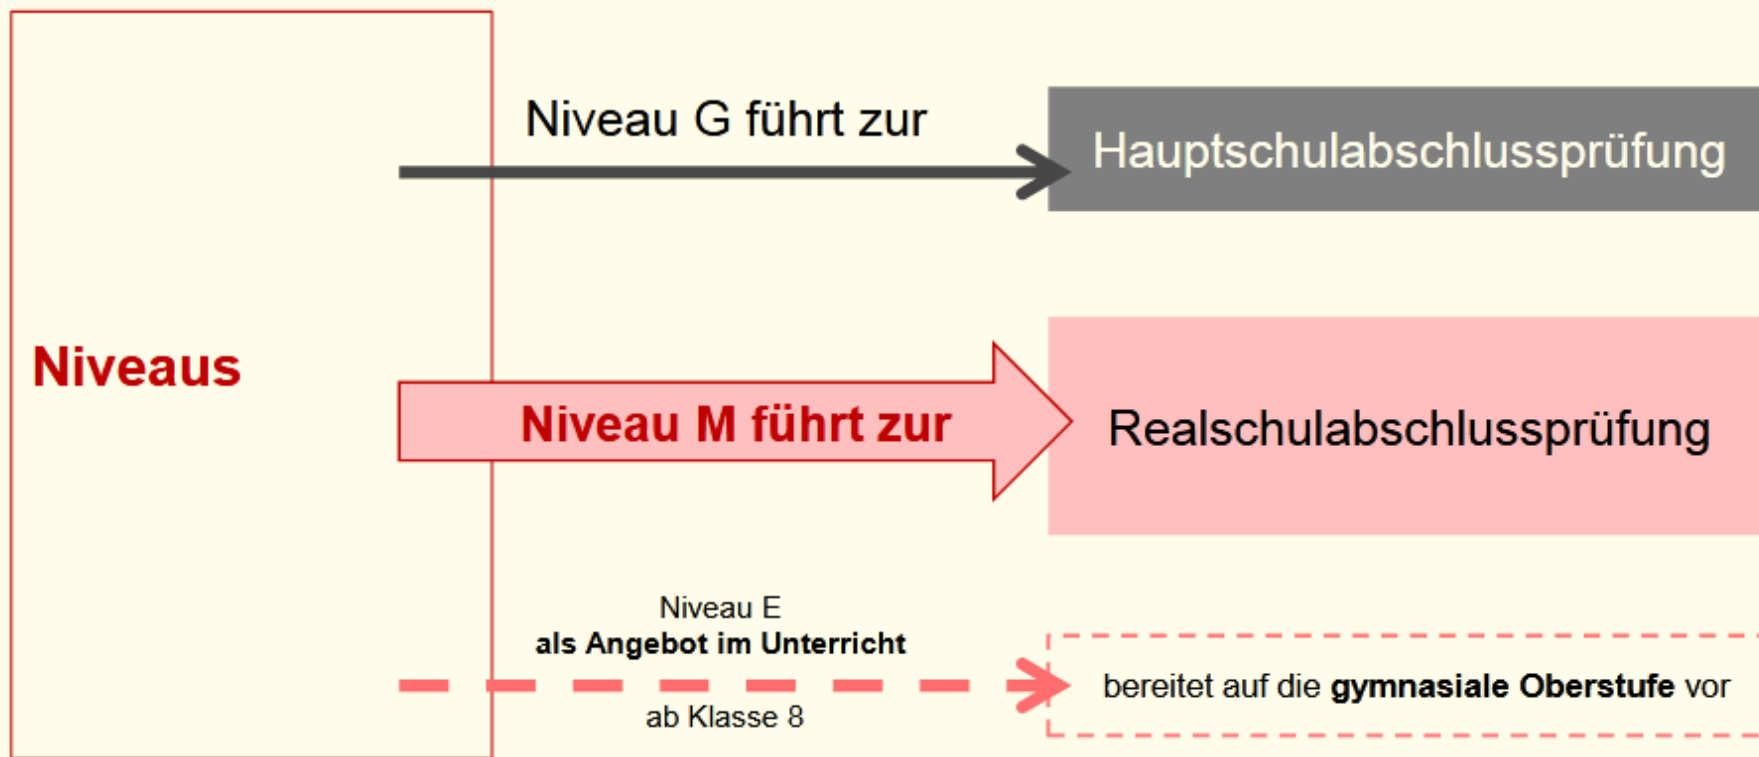 Niveau G führt zur
Hauptschulabschlussprüfung
Niveaus
Niveau M führt zur
Realschulabschlussprüfung
Niveau E
als Angebot im Unterricht
ab Klasse 8
bereitet auf die gymnasiale Oberstufe vor